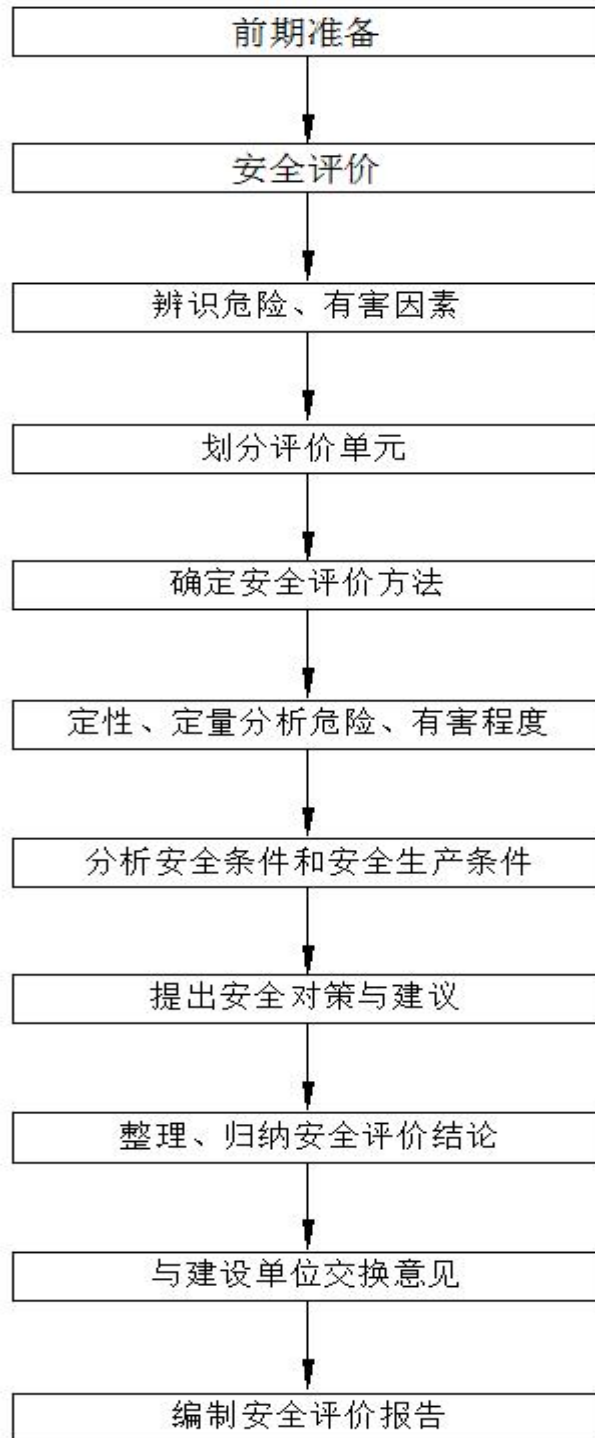 前期准备
安全评价
辨识危险、有害因素
划分评价单元
确定安全评价方法
定性、定量分析危险、有害程度
分析安全条件和安全生产条件
提出安全对策与建议
整理、归纳安全评价结论
与建设单位交换意见
编制安全评价报告